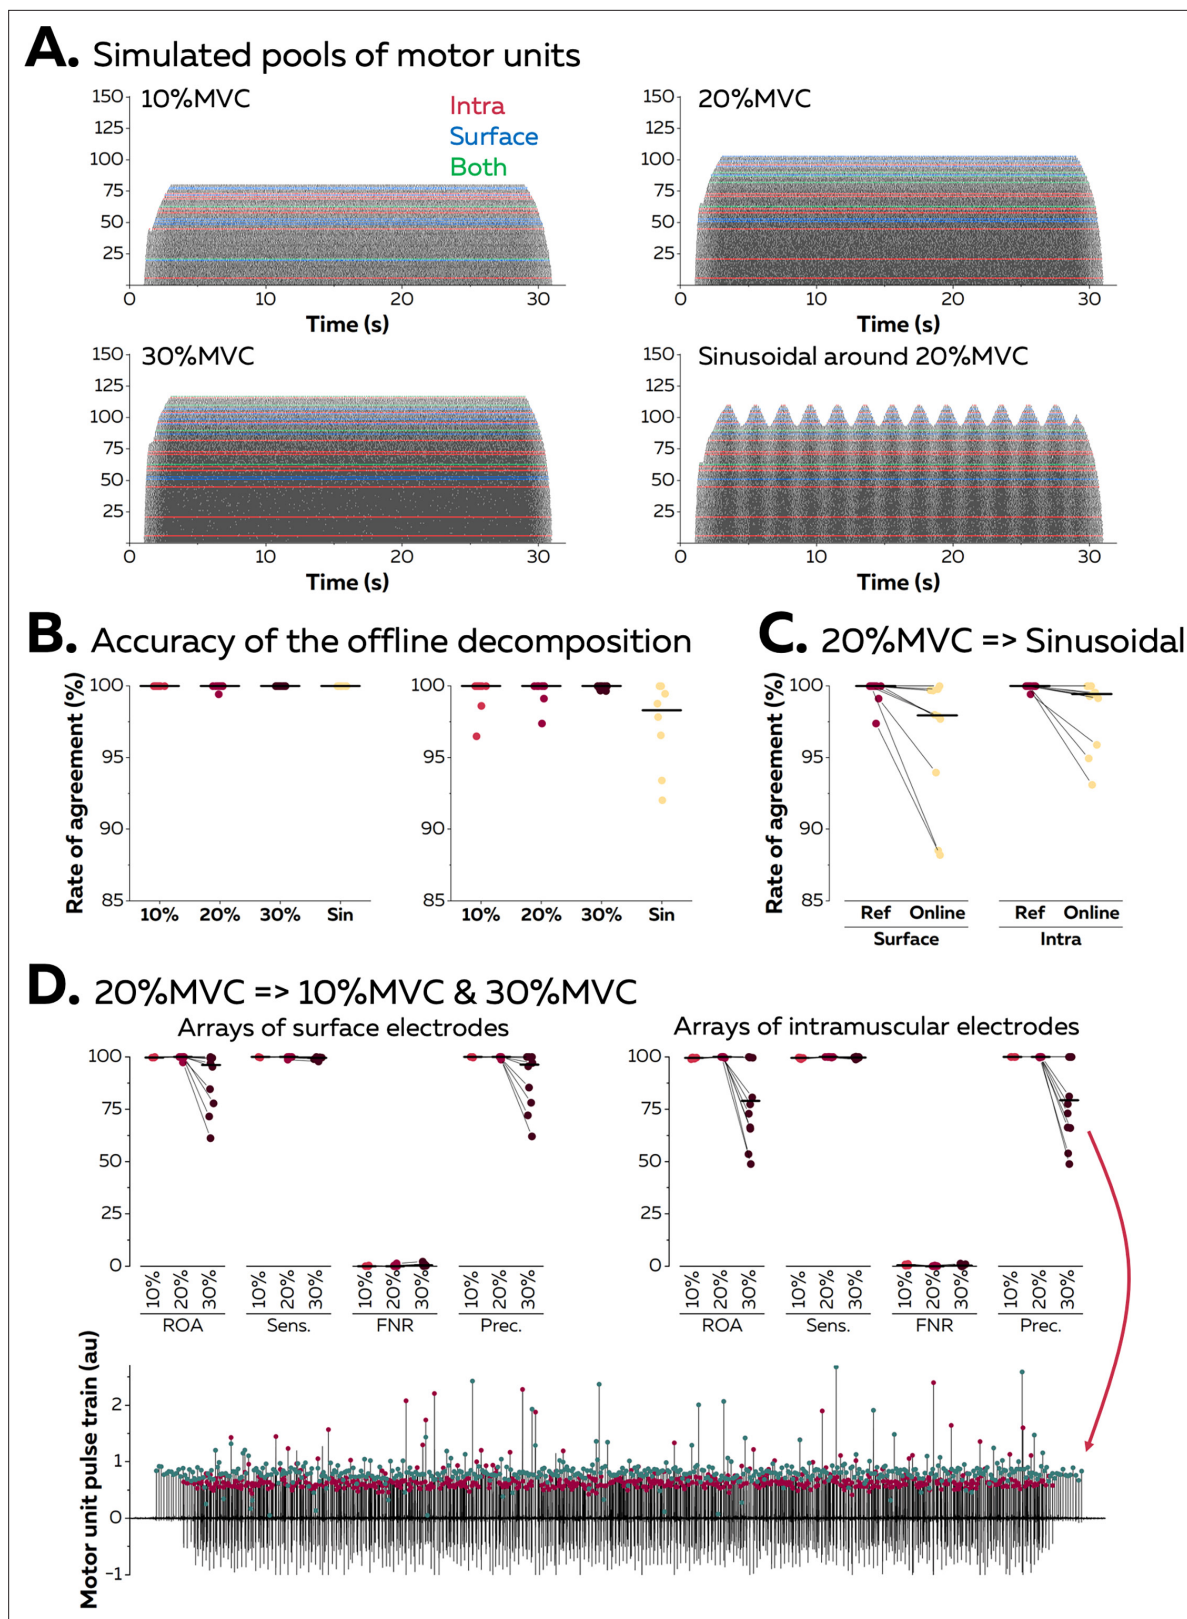 A. Simulated pools of motor units
10%MVC
Intra
Surface
Both
150
125
100
75
50
25
0 10 20 30
Time (s)
20%MVC
150
125
100
75
50
25
0 10 20 30
Time (s)
30%MVC
150
125
100
75
50
25
0 10 20 30
Time (s)
Sinusoidal around 20%MVC
150
125
100
75
50
25
0 10 20 30
Time (s)
B. Accuracy of the offline decomposition
Rate of agreement (%)
100
95
90
85
10% 20% 30% Sin
100
95
90
85
10% 20% 30% Sin
C. 20%MVC => Sinusoidal
Rate of agreement (%)
100
95
90
85
Ref Online Ref Online
Surface Intra
D. 20%MVC => 10%MVC & 30%MVC
Arrays of surface electrodes
100
75
50
25
0
10% 20% 30% 10% 20% 30% 10% 20% 30% 10% 20% 30%
ROA Sens. FNR Prec.
Arrays of intramuscular electrodes
100
75
50
25
0
10% 20% 30% 10% 20% 30% 10% 20% 30% 10% 20% 30%
ROA Sens. FNR Prec.
Motor unit pulse train (au)
2
1
0
-1